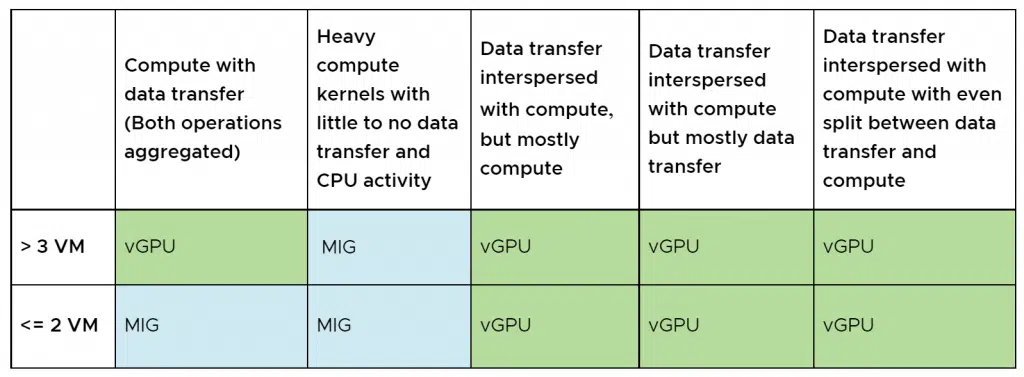 Compute with
data transfer
(Both operations
aggregated)
Heavy
compute
kernels with
little to no data
transfer and
CPU activity
Data transfer
interspersed
with compute,
but mostly
compute
Data transfer
interspersed
with compute
but mostly data
transfer
Data transfer
interspersed with
compute with even
split between data
transfer and
compute
> 3 VM
vGPU
MIG
vGPU
vGPU
vGPU
<= 2 VM
MIG
MIG
vGPU
vGPU
vGPU